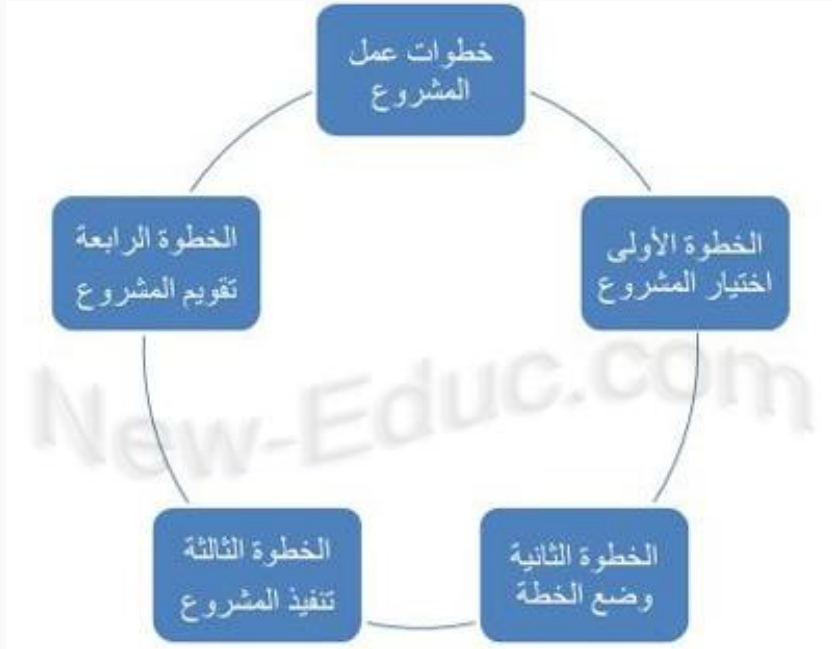 خطوات عمل
المشروع
الخطوة الأولى
اختيار المشروع
الخطوة الثانية
وضع الخطة
الخطوة الثالثة
تنفيذ المشروع
الخطوة الرابعة
تقويم المشروع
New-Educ.com